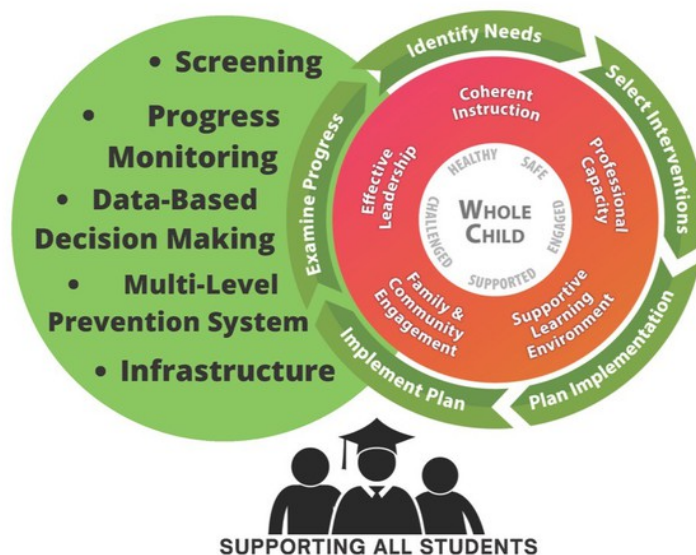 • Screening
• Progress
Monitoring
• Data-Based
Decision Making
• Multi-Level
Prevention System
• Infrastructure
Identify Needs
Select Interventions
Plan Implementation
Implement Plan
Examine Progress
Coherent
Instruction
Professional
Capacity
Supportive
Learning
Environment
Family &
Community
Engagement
Effective
Leadership
HEALTHY
SAFE
ENGAGED
SUPPORTED
CHALLENGED
WHOLE
CHILD
SUPPORTING ALL STUDENTS